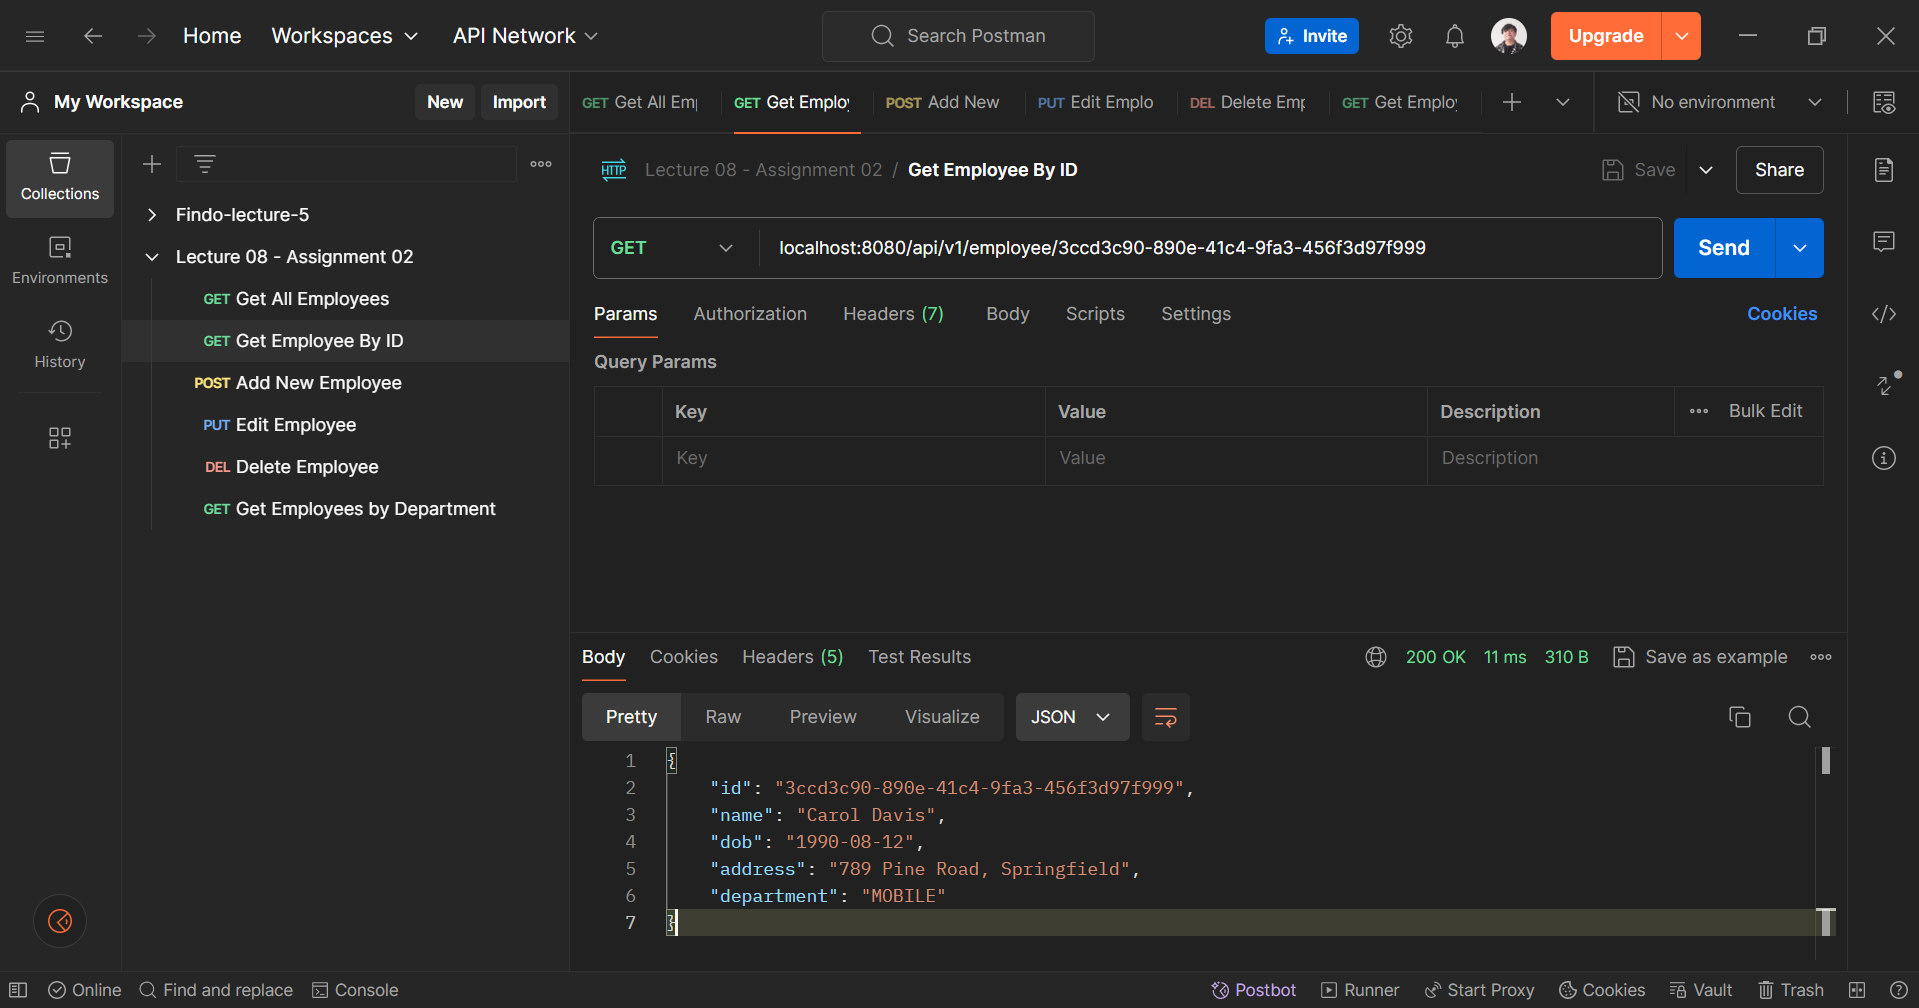 Home Workspaces API Network Search Postman Invite Upgrade
My Workspace New Import
GET Get All Emp GET Get Employ POST Add New PUT Edit Emplo DEL Delete Emp GET Get Employ No environment
Collections
Environments
History
Findo-lecture-5
Lecture 08 - Assignment 02
GET Get All Employees
GET Get Employee By ID
POST Add New Employee
PUT Edit Employee
DEL Delete Employee
GET Get Employees by Department
HTTP Lecture 08 - Assignment 02 / Get Employee By ID Save Share
GET localhost:8080/api/v1/employee/3ccd3c90-890e-41c4-9fa3-456f3d97f999 Send
Params Authorization Headers (7) Body Scripts Settings Cookies
Query Params
Key Value Description Bulk Edit
Key Value Description
Body Cookies Headers (5) Test Results 200 OK 11 ms 310 B Save as example
Pretty Raw Preview Visualize JSON
1 {
2 "id": "3ccd3c90-890e-41c4-9fa3-456f3d97f999",
3 "name": "Carol Davis",
4 "dob": "1990-08-12",
5 "address": "789 Pine Road, Springfield",
6 "department": "MOBILE"
7 }
Online Find and replace Console Postbot Runner Start Proxy Cookies Vault Trash